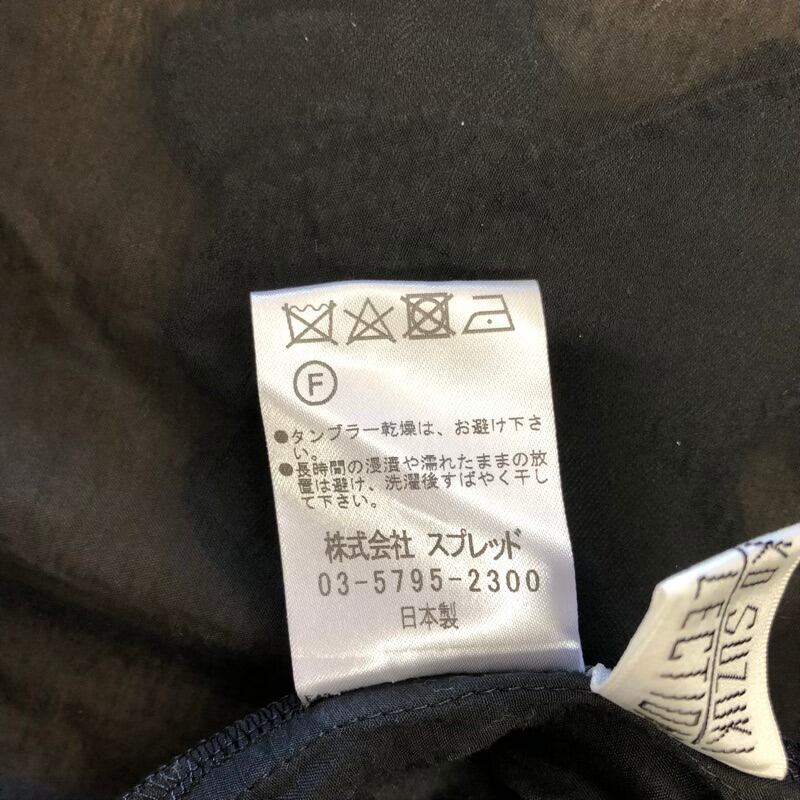 F
●タンブラー乾燥は、お避け下さ
い。
●長時間の浸漬や濡れたままの放
置は避け、洗濯後すばやく干し
て下さい。
株式会社 スプレッド
03-5795-2300
日本製
KO SUZUKI
LECTION